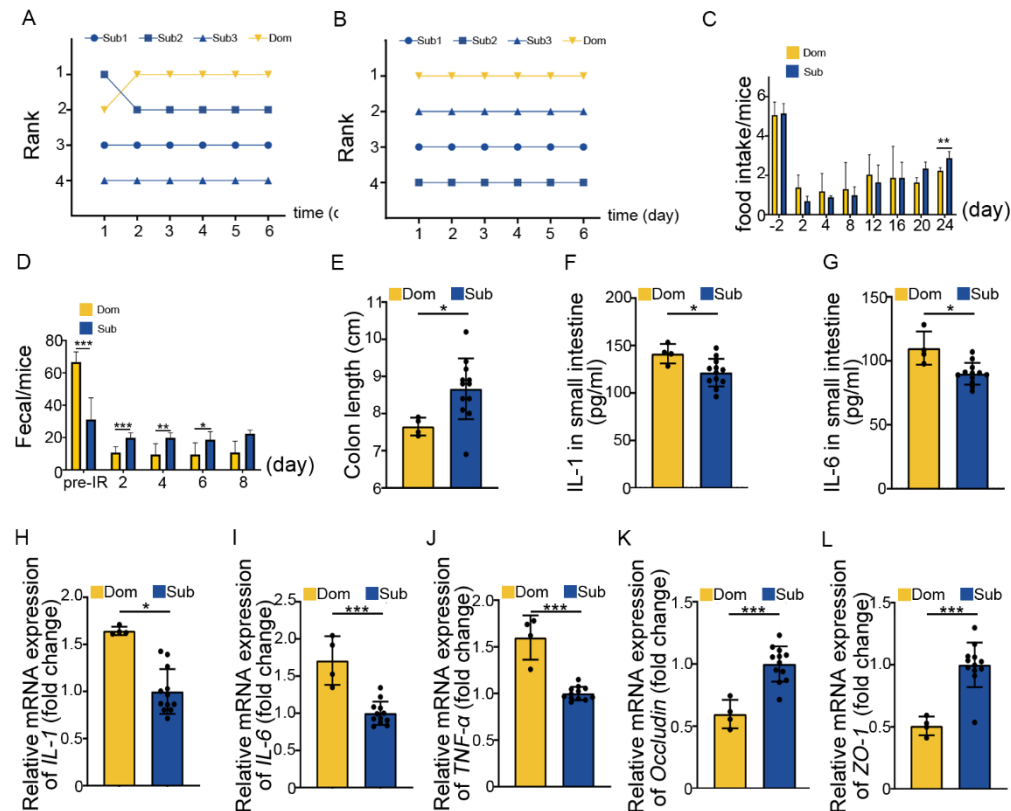 A
Sub1 Sub2 Sub3 Dom
Rank
1
2
3
4
time (c
1 2 3 4 5 6
B
Sub1 Sub2 Sub3 Dom
Rank
1
2
3
4
time (day)
1 2 3 4 5 6
C
Dom
Sub
food intake/mice
6
4
2
0
**
-2 2 4 8 12 16 20 24 (day)
D
Dom
Sub
Fecal/mice
80
60
40
20
0
*** *** ** *
pre-IR 2 4 6 8 (day)
E
Dom Sub
Colon length (cm)
11
10
9
8
7
6
*
F
Dom Sub
IL-1 in small intestine
(pg/ml)
200
150
100
50
0
*
G
Dom Sub
IL-6 in small intestine
(pg/ml)
150
100
50
0
*
H
Dom Sub
Relative mRNA expression
of IL-1 (fold change)
2.0
1.5
1.0
0.5
0
*
I
Dom Sub
Relative mRNA expression
of IL-6 (fold change)
2.5
2.0
1.5
1.0
0.5
0
***
J
Dom Sub
Relative mRNA expression
of TNF-α (fold change)
2.0
1.5
1.0
0.5
0
***
K
Dom Sub
Relative mRNA expression
of Occludin (fold change)
1.5
1.0
0.5
0
***
L
Dom Sub
Relative mRNA expression
of ZO-1 (fold change)
1.5
1.0
0.5
0
***